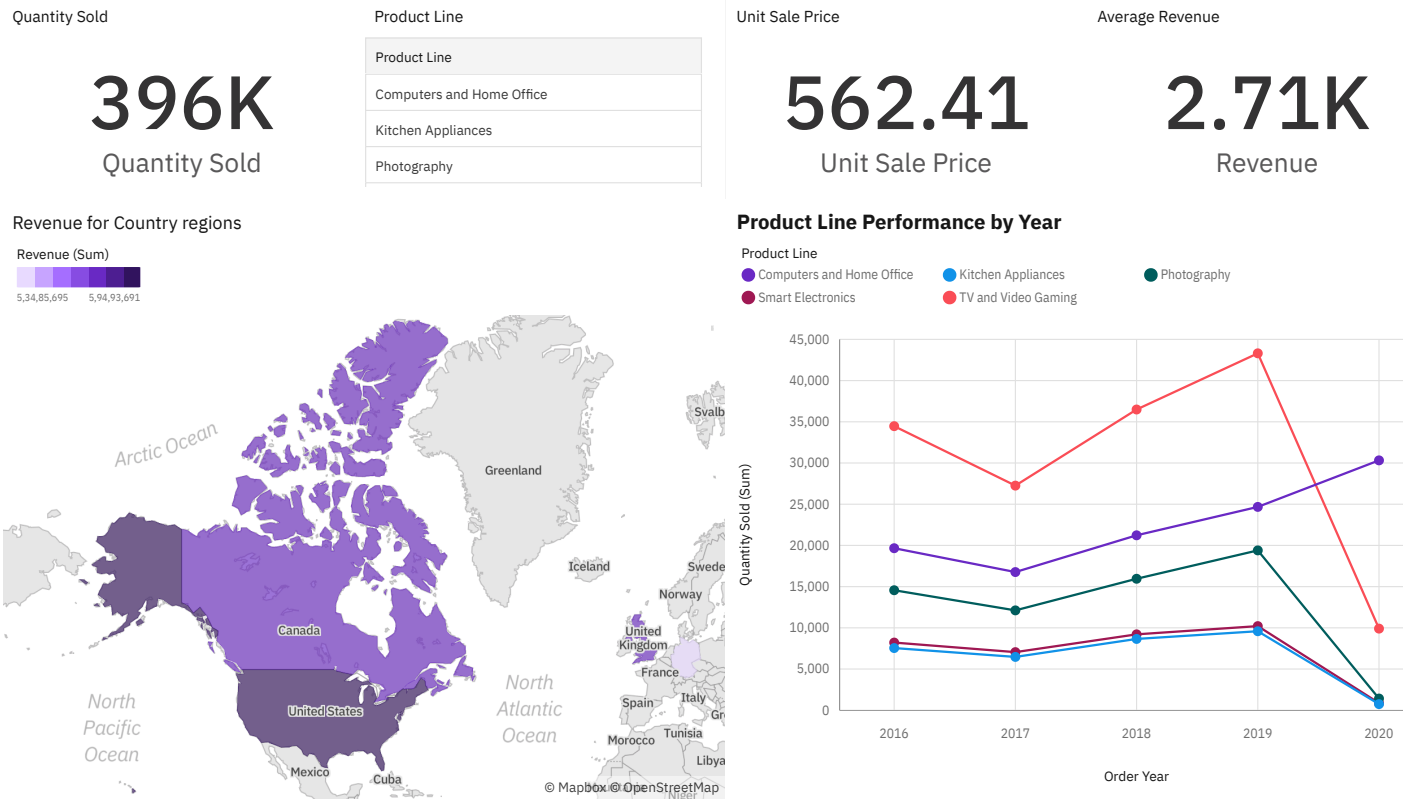 Quantity Sold
396K
Quantity Sold
Product Line
Product Line
Computers and Home Office
Kitchen Appliances
Photography
Unit Sale Price
562.41
Unit Sale Price
Average Revenue
2.71K
Revenue
Revenue for Country regions
Revenue (Sum)
5,34,85,695 5,94,93,691
Arctic Ocean
Greenland
Svalb
Iceland
Swede
Norway
Canada
United
Kingdom
France
North
Pacific
Ocean
United States
North
Atlantic
Ocean
Spain
Italy
Gr
Morocco
Tunisia
Libya
Mexico
Cuba
Niger
© Mapbox © OpenStreetMap
Product Line Performance by Year
Product Line
Computers and Home Office
Kitchen Appliances
Photography
Smart Electronics
TV and Video Gaming
Quantity Sold (Sum)
45,000
40,000
35,000
30,000
25,000
20,000
15,000
10,000
5,000
0
2016 2017 2018 2019 2020
Order Year